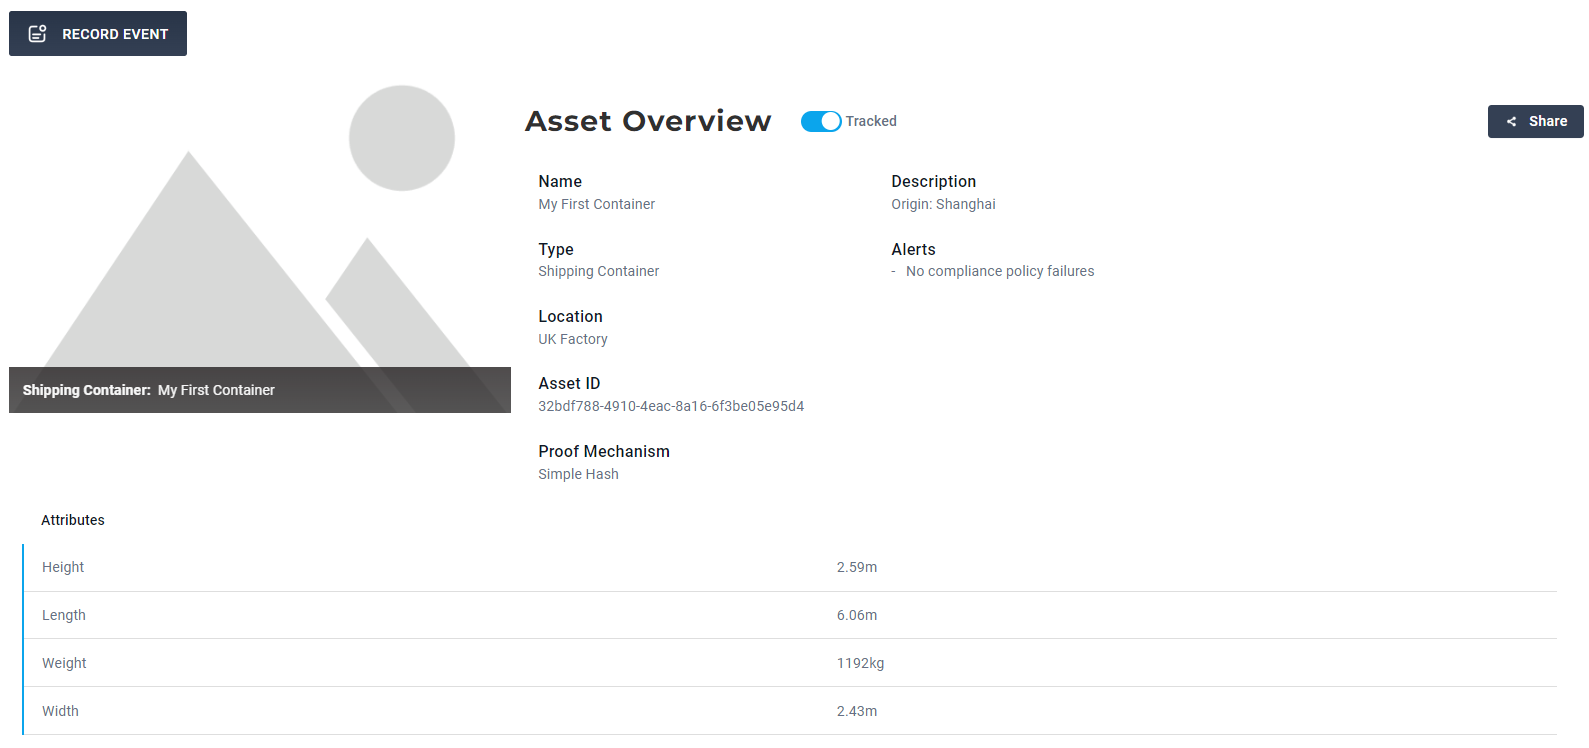 RECORD EVENT
Asset Overview
Tracked
Share
Name
My First Container
Description
Origin: Shanghai
Type
Shipping Container
Alerts
- No compliance policy failures
Location
UK Factory
Asset ID
32bdf788-4910-4eac-8a16-6f3be05e95d4
Proof Mechanism
Simple Hash
Shipping Container: My First Container
Attributes
Height 2.59m
Length 6.06m
Weight 1192kg
Width 2.43m